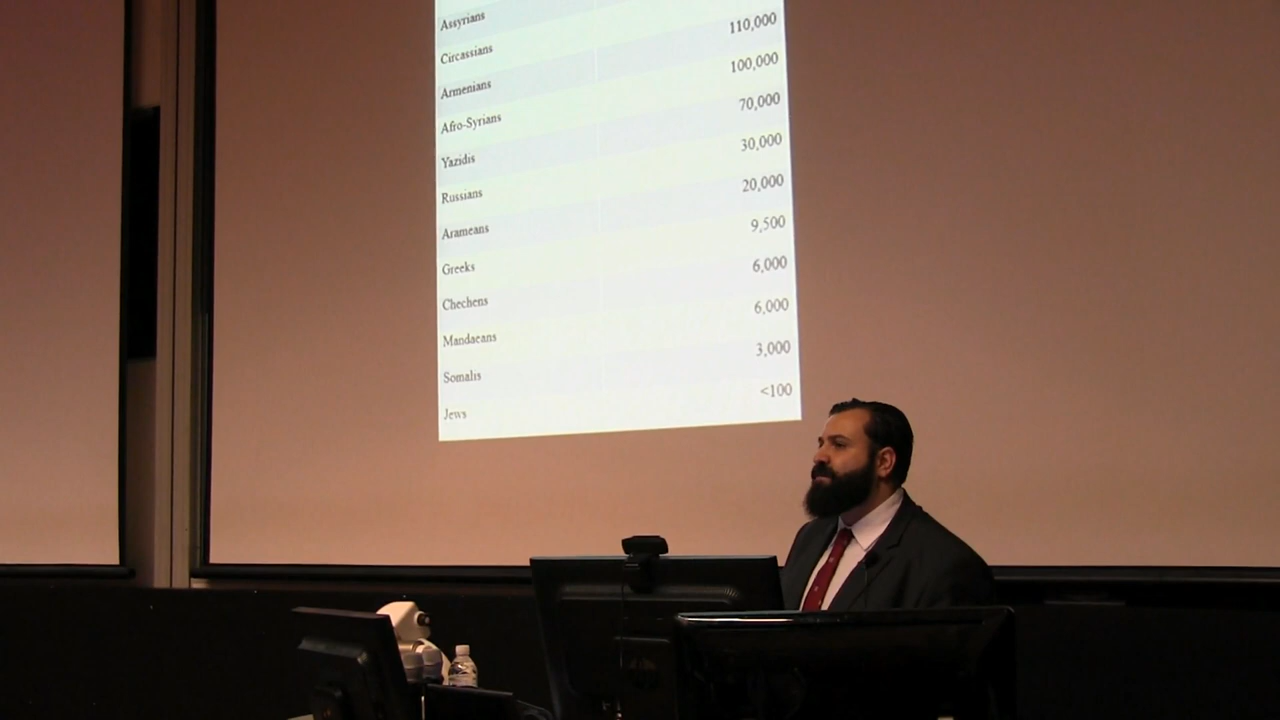 Assyrians
Circassians
Armenians 110,000
Afro-Syrians 100,000
Yazidis 70,000
Russians 30,000
Arameans 20,000
Greeks 9,500
Chechens 6,000
Mandaeans 6,000
Somalis 3,000
Jews <100